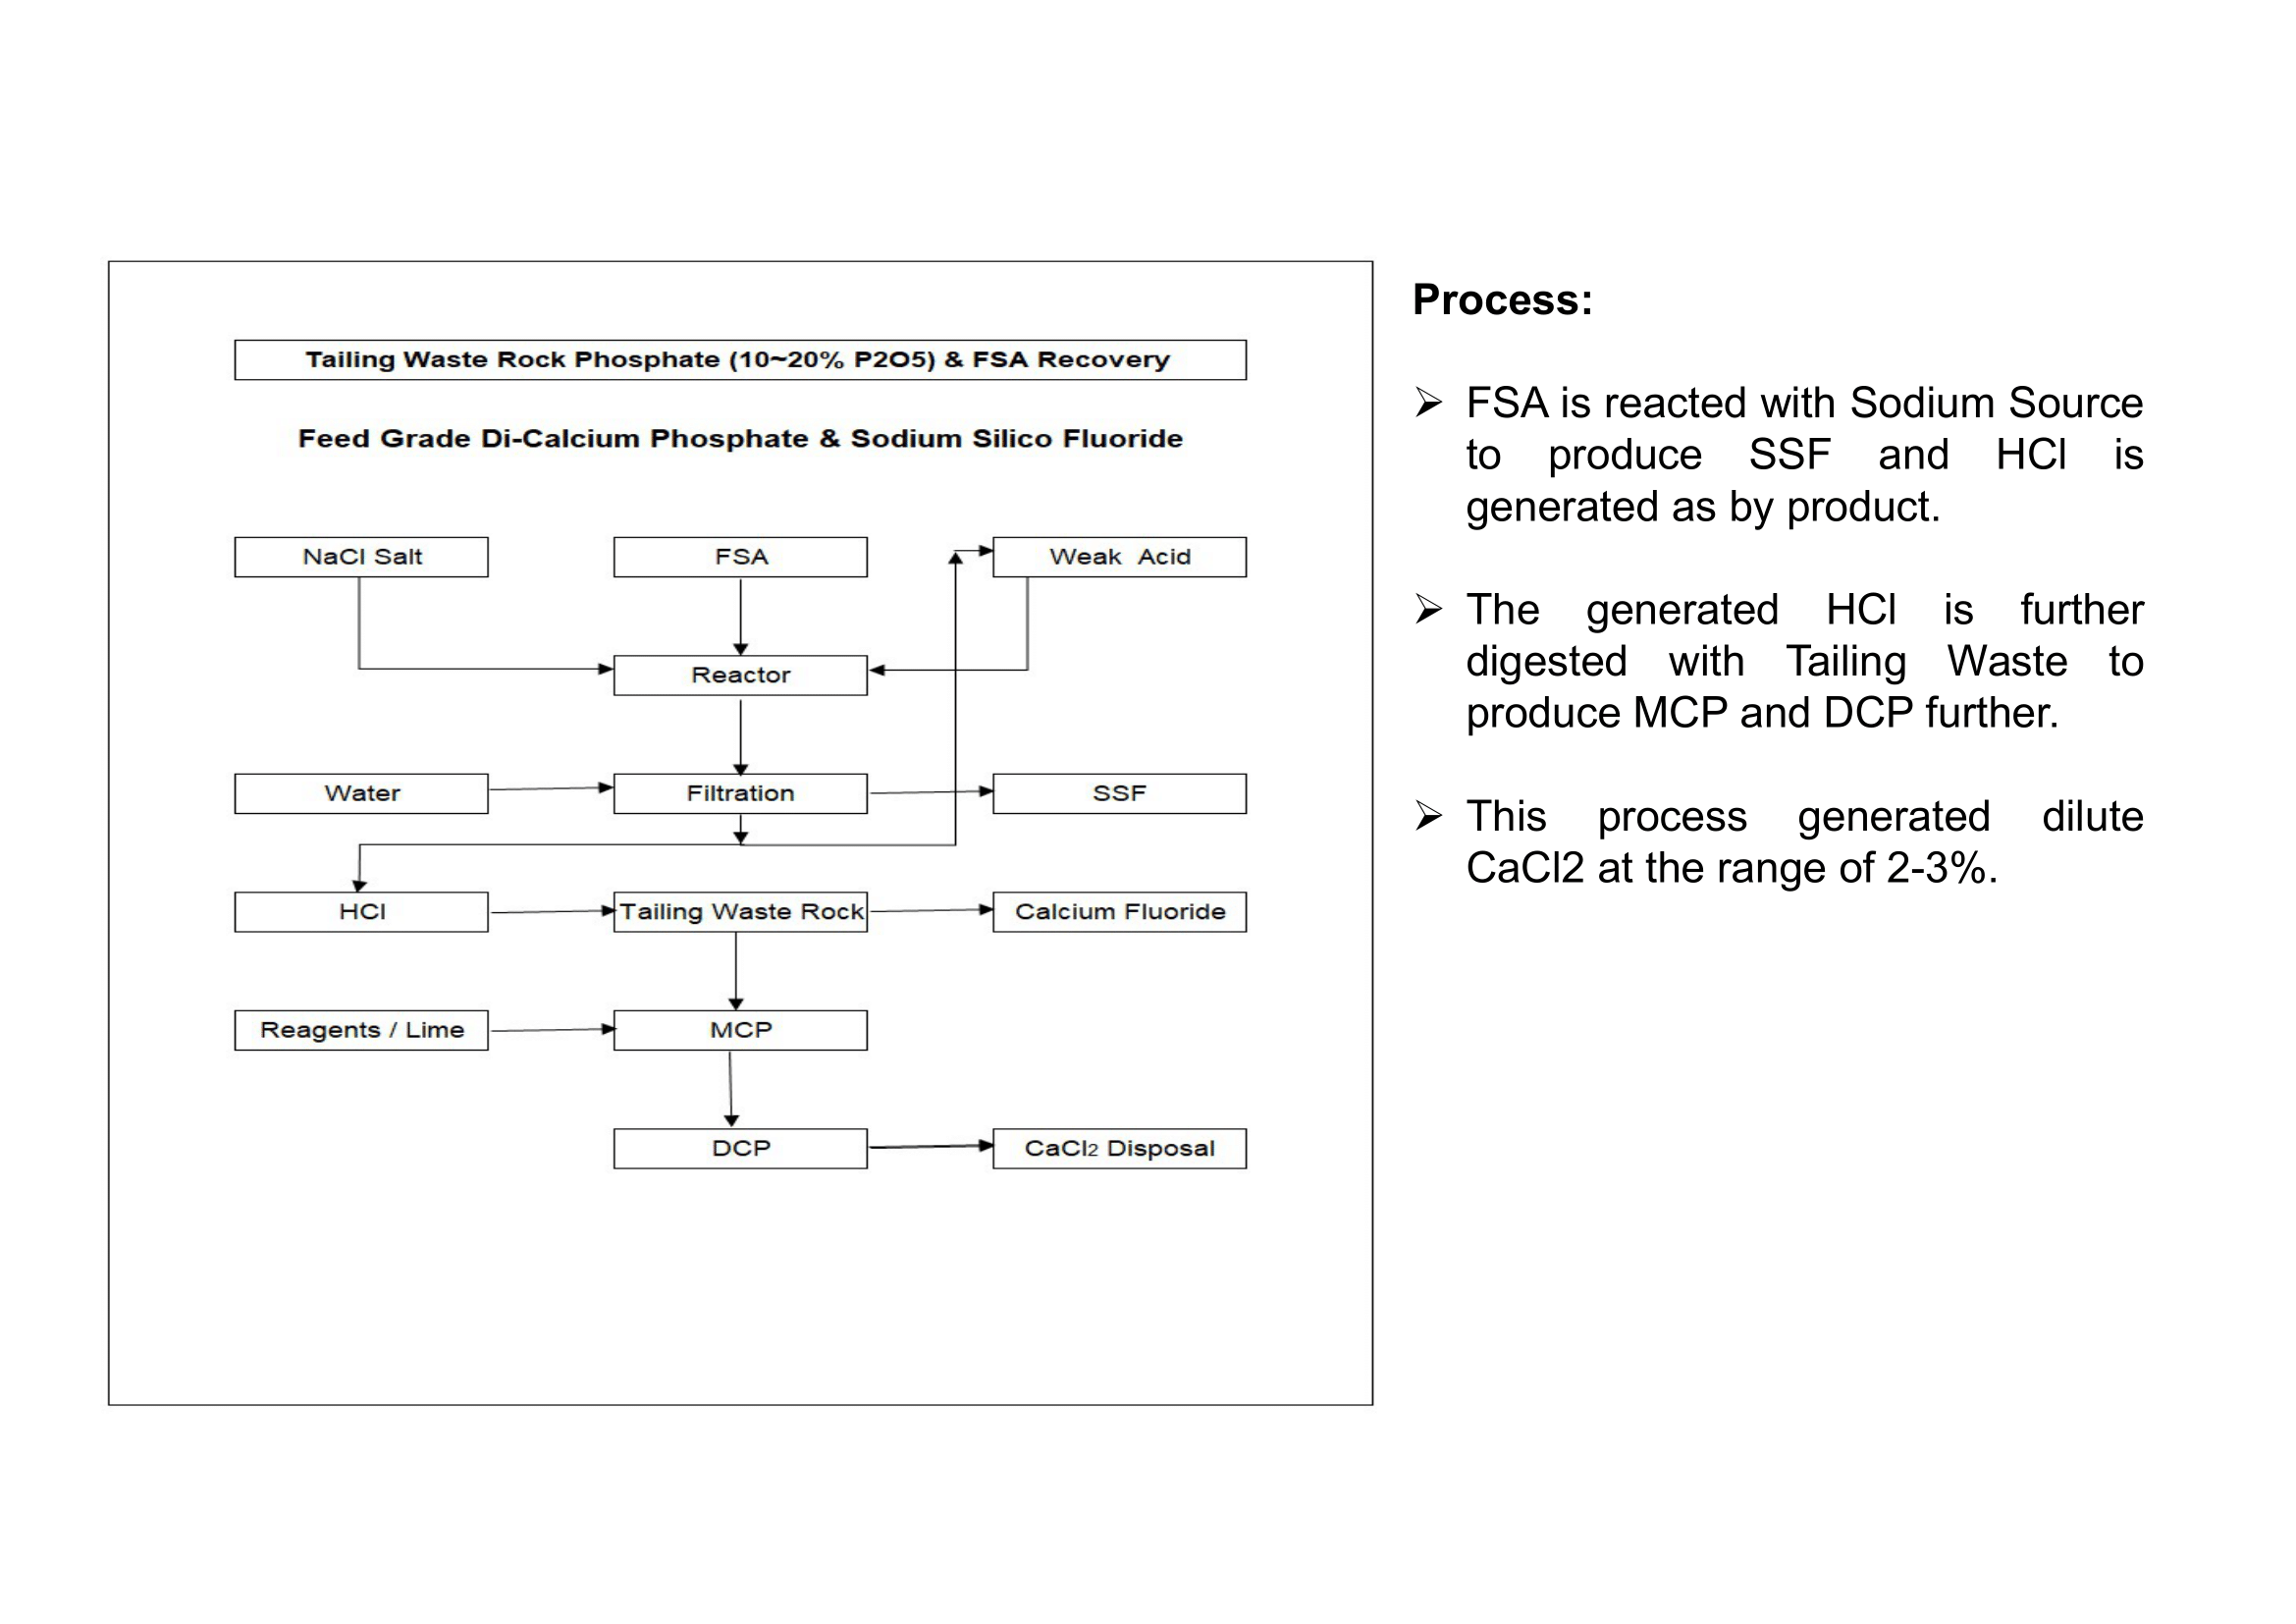 Tailing Waste Rock Phosphate (10~20% P2O5) & FSA Recovery
Feed Grade Di-Calcium Phosphate & Sodium Silico Fluoride
NaCl Salt
FSA
Weak Acid
Reactor
Water
Filtration
SSF
HCl
Tailing Waste Rock
Calcium Fluoride
Reagents / Lime
MCP
DCP
CaCl2 Disposal
Process:
FSA is reacted with Sodium Source
to produce SSF and HCl is
generated as by product.
The generated HCl is further
digested with Tailing Waste to
produce MCP and DCP further.
This process generated dilute
CaCl2 at the range of 2-3%.